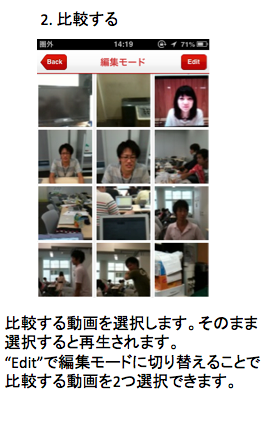 2. 比較する
圏外 14:19 71%
Back 編集モード Edit
比較する動画を選択します。そのまま
選択すると再生されます。
“Edit”で編集モードに切り替えることで
比較する動画を2つ選択できます。